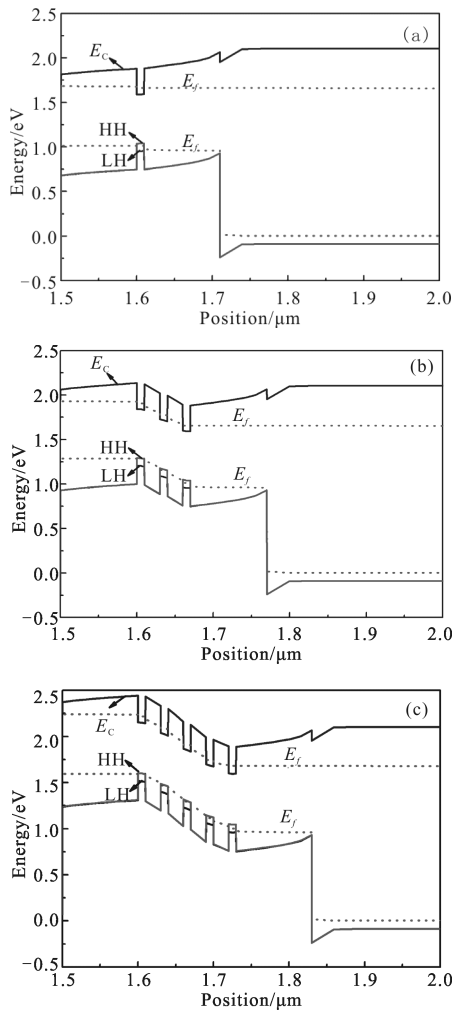 2.5
(a)
E_C
2.0
E_f
1.5
HH
1.0
E_f
LH
0.5
0.0
−0.5
Energy/eV
1.5 1.6 1.7 1.8 1.9 2.0
Position/μm
2.5
(b)
E_C
2.0
E_f
1.5
HH
E_f
1.0
LH
0.5
0.0
−0.5
Energy/eV
1.5 1.6 1.7 1.8 1.9 2.0
Position/μm
2.5
(c)
E_C
2.0
E_f
1.5
HH
LH
E_f
1.0
0.5
0.0
−0.5
Energy/eV
1.5 1.6 1.7 1.8 1.9 2.0
Position/μm